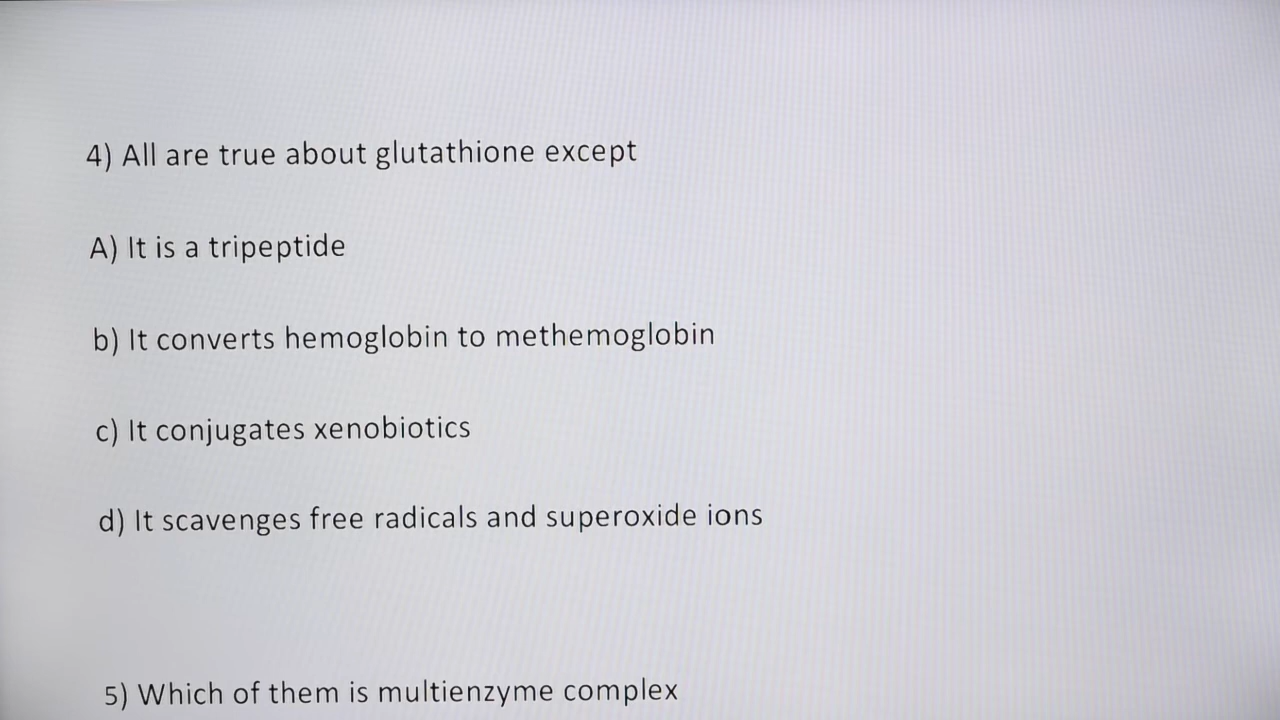 4) All are true about glutathione except
A) It is a tripeptide
b) It converts hemoglobin to methemoglobin
c) It conjugates xenobiotics
d) It scavenges free radicals and superoxide ions
5) Which of them is multienzyme complex